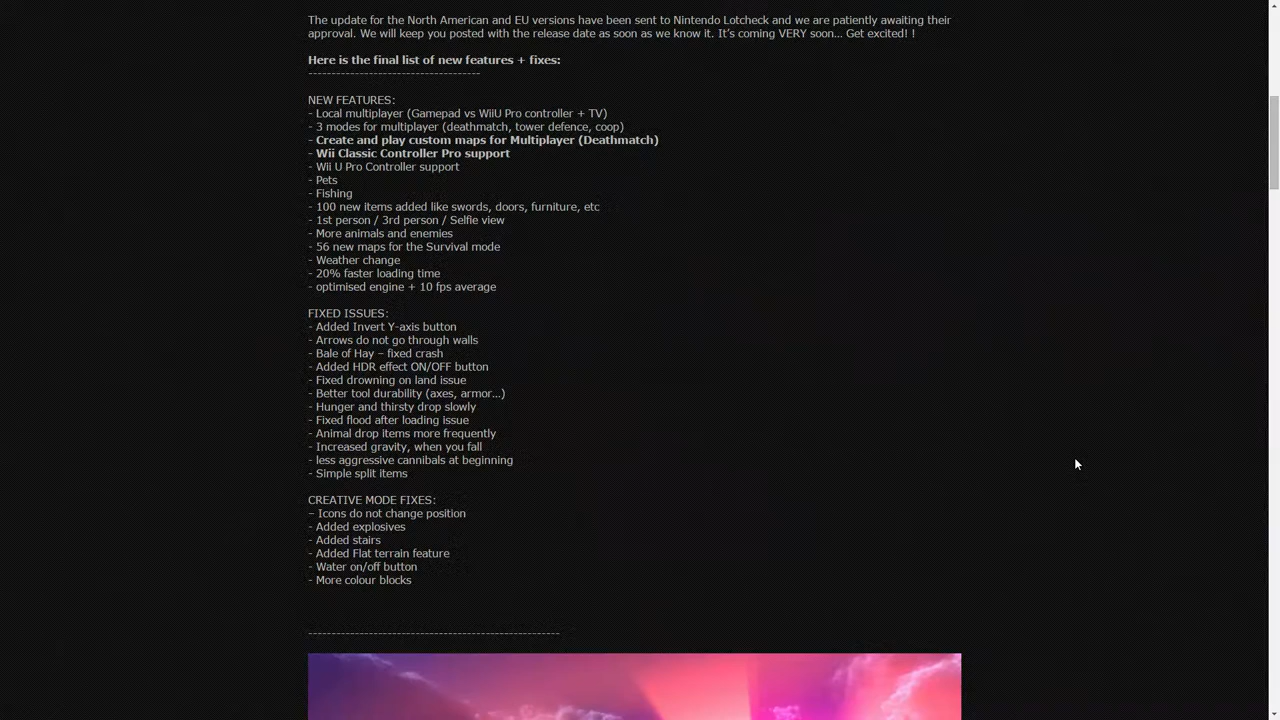 The update for the North American and EU versions have been sent to Nintendo Lotcheck and we are patiently awaiting their
approval. We will keep you posted with the release date as soon as we know it. It’s coming VERY soon... Get excited! !
Here is the final list of new features + fixes:
-------------------------------------
NEW FEATURES:
- Local multiplayer (Gamepad vs WiiU Pro controller + TV)
- 3 modes for multiplayer (deathmatch, tower defence, coop)
- Create and play custom maps for Multiplayer (Deathmatch)
- Wii Classic Controller Pro support
- Wii U Pro Controller support
- Pets
- Fishing
- 100 new items added like swords, doors, furniture, etc
- 1st person / 3rd person / Selfie view
- More animals and enemies
- 56 new maps for the Survival mode
- Weather change
- 20% faster loading time
- optimised engine + 10 fps average
FIXED ISSUES:
- Added Invert Y-axis button
- Arrows do not go through walls
- Bale of Hay – fixed crash
- Added HDR effect ON/OFF button
- Fixed drowning on land issue
- Better tool durability (axes, armor...)
- Hunger and thirsty drop slowly
- Fixed flood after loading issue
- Animal drop items more frequently
- Increased gravity, when you fall
- less aggressive cannibals at beginning
- Simple split items
CREATIVE MODE FIXES:
– Icons do not change position
- Added explosives
- Added stairs
- Added Flat terrain feature
- Water on/off button
- More colour blocks
------------------------------------------------------